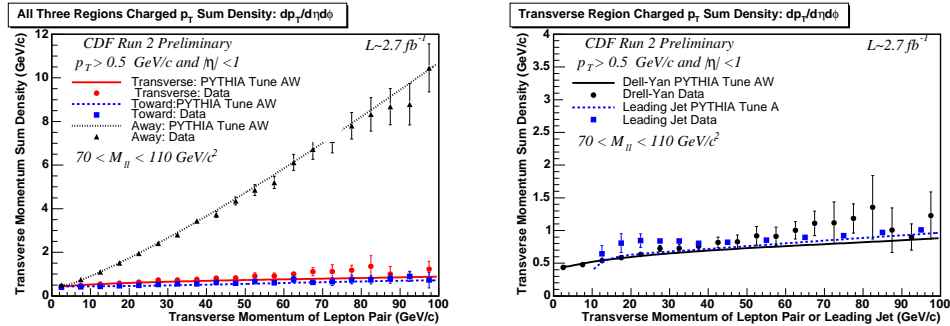 All Three Regions Charged pT Sum Density: dpT/dηdϕ
Transverse Momentum Sum Density (GeV/c)
12
10
8
6
4
2
0
CDF Run 2 Preliminary
L~2.7 fb-1
pT > 0.5 GeV/c and |η| <1
Transverse: PYTHIA Tune AW
Transverse: Data
Toward:PYTHIA Tune AW
Toward: Data
Away: PYTHIA Tune AW
Away: Data
70 < Mll < 110 GeV/c2
0 10 20 30 40 50 60 70 80 90 100
Transverse Momentum of Lepton Pair (GeV/c)
Transverse Region Charged pT Sum Density: dpT/dηdϕ
Transverse Momentum Sum Density (GeV/c)
4
3.5
3
2.5
2
1.5
1
0.5
0
CDF Run 2 Preliminary
L~2.7 fb-1
pT > 0.5 GeV/c and |η| <1
Dell-Yan PYTHIA Tune AW
Drell-Yan Data
Leading Jet PYTHIA Tune A
Leading Jet Data
70 < Mll < 110 GeV/c2
0 10 20 30 40 50 60 70 80 90 100
Transverse Momentum of Lepton Pair or Leading Jet (GeV/c)